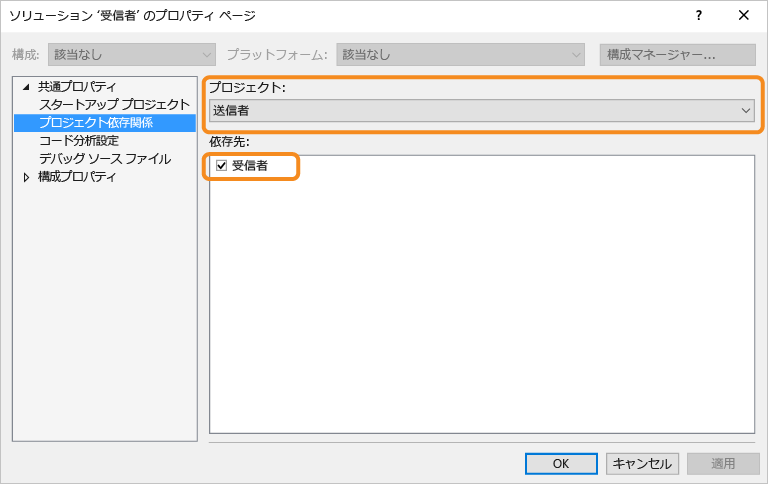 ソリューション '受信者' のプロパティ ページ
?
構成: 該当なし プラットフォーム: 該当なし 構成マネージャー...
共通プロパティ
スタートアップ プロジェクト
プロジェクト依存関係
コード分析設定
デバッグ ソース ファイル
構成プロパティ
プロジェクト:
送信者
依存先:
受信者
OK キャンセル 適用